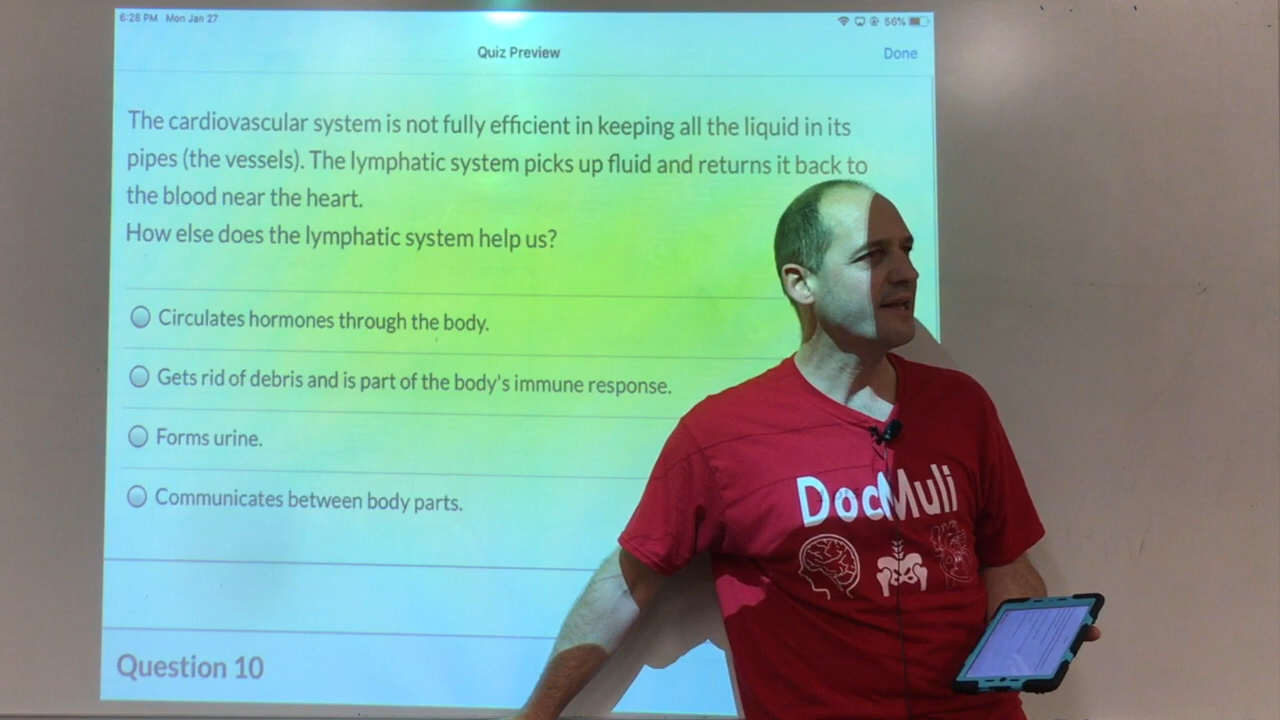 6:28 PM Mon Jan 27
56%
Quiz Preview
Done
The cardiovascular system is not fully efficient in keeping all the liquid in its
pipes (the vessels). The lymphatic system picks up fluid and returns it back to
the blood near the heart.
How else does the lymphatic system help us?
Circulates hormones through the body.
Gets rid of debris and is part of the body's immune response.
Forms urine.
Communicates between body parts.
Question 10
DocMuli